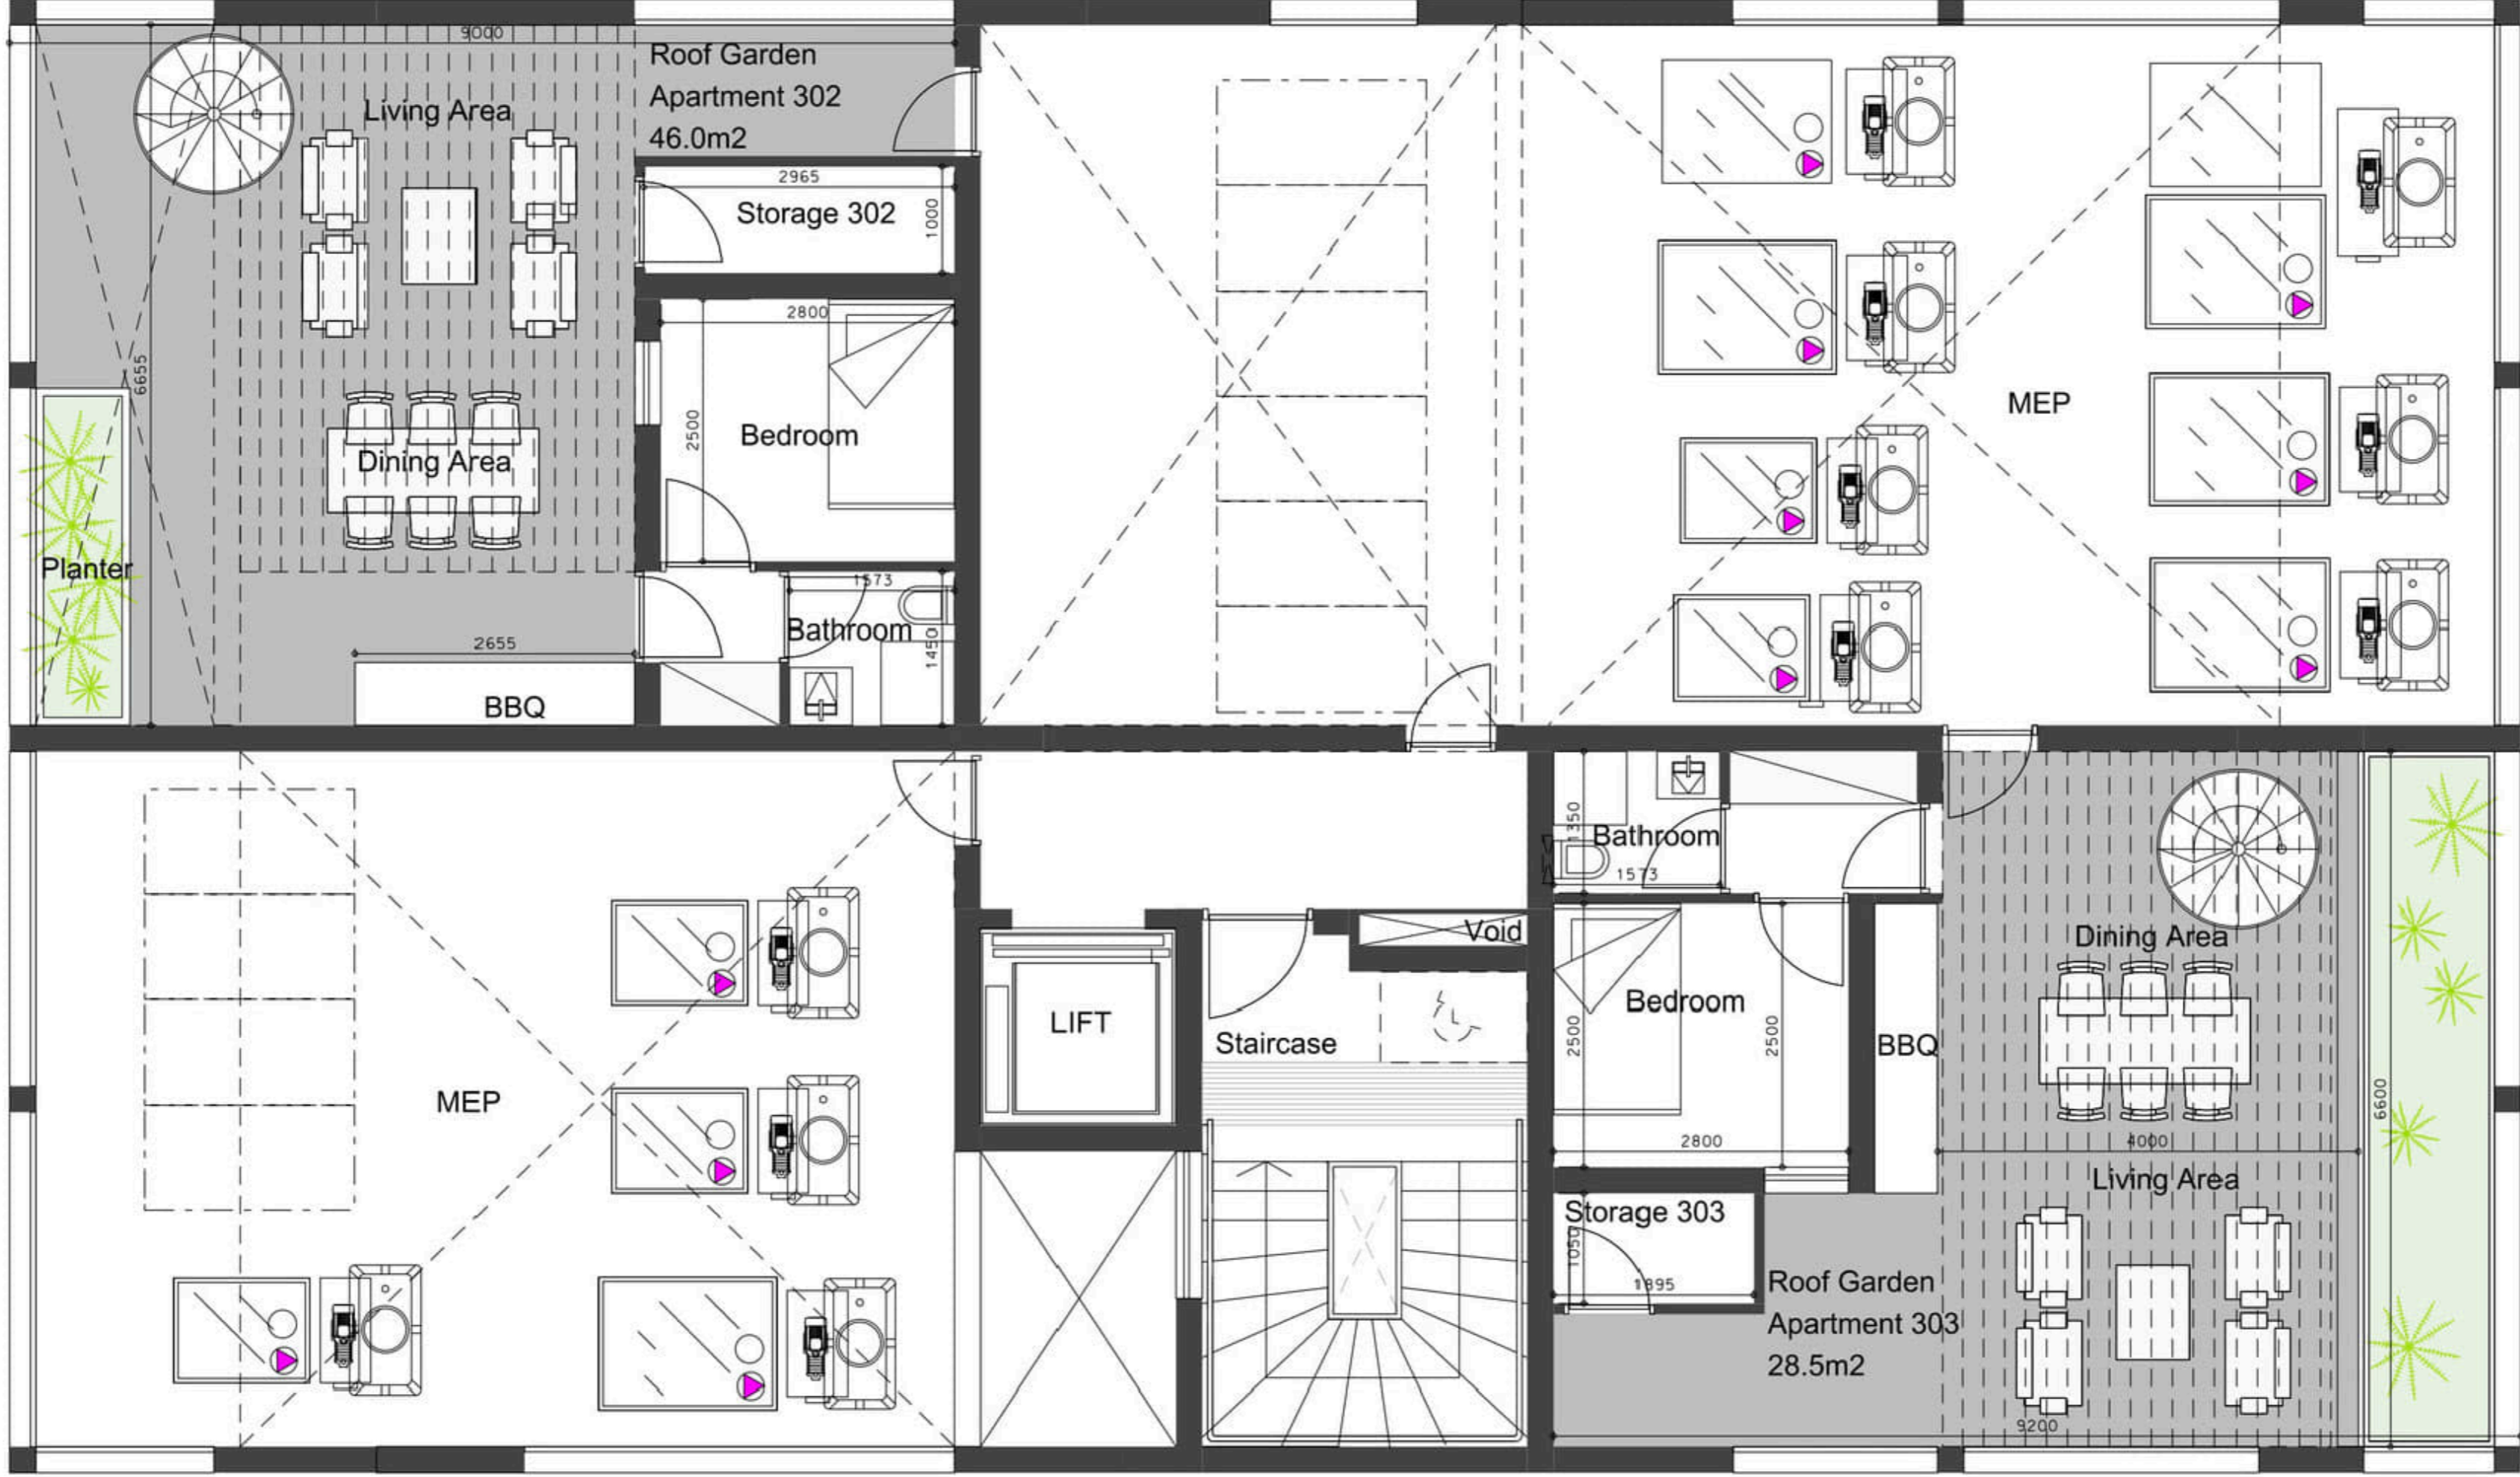 9000
Roof Garden
Apartment 302
46.0m2
Living Area
2965
Storage 302
1000
2800
6655
2500
Bedroom
MEP
Dining Area
Planter
1573
Bathroom
1450
2655
BBQ
1350
Bathroom
1573
Void
Dining Area
LIFT
Staircase
Bedroom
2500
2500
BBQ
MEP
6600
2800
4000
Living Area
Storage 303
1050
1895
Roof Garden
Apartment 303
28.5m2
9200